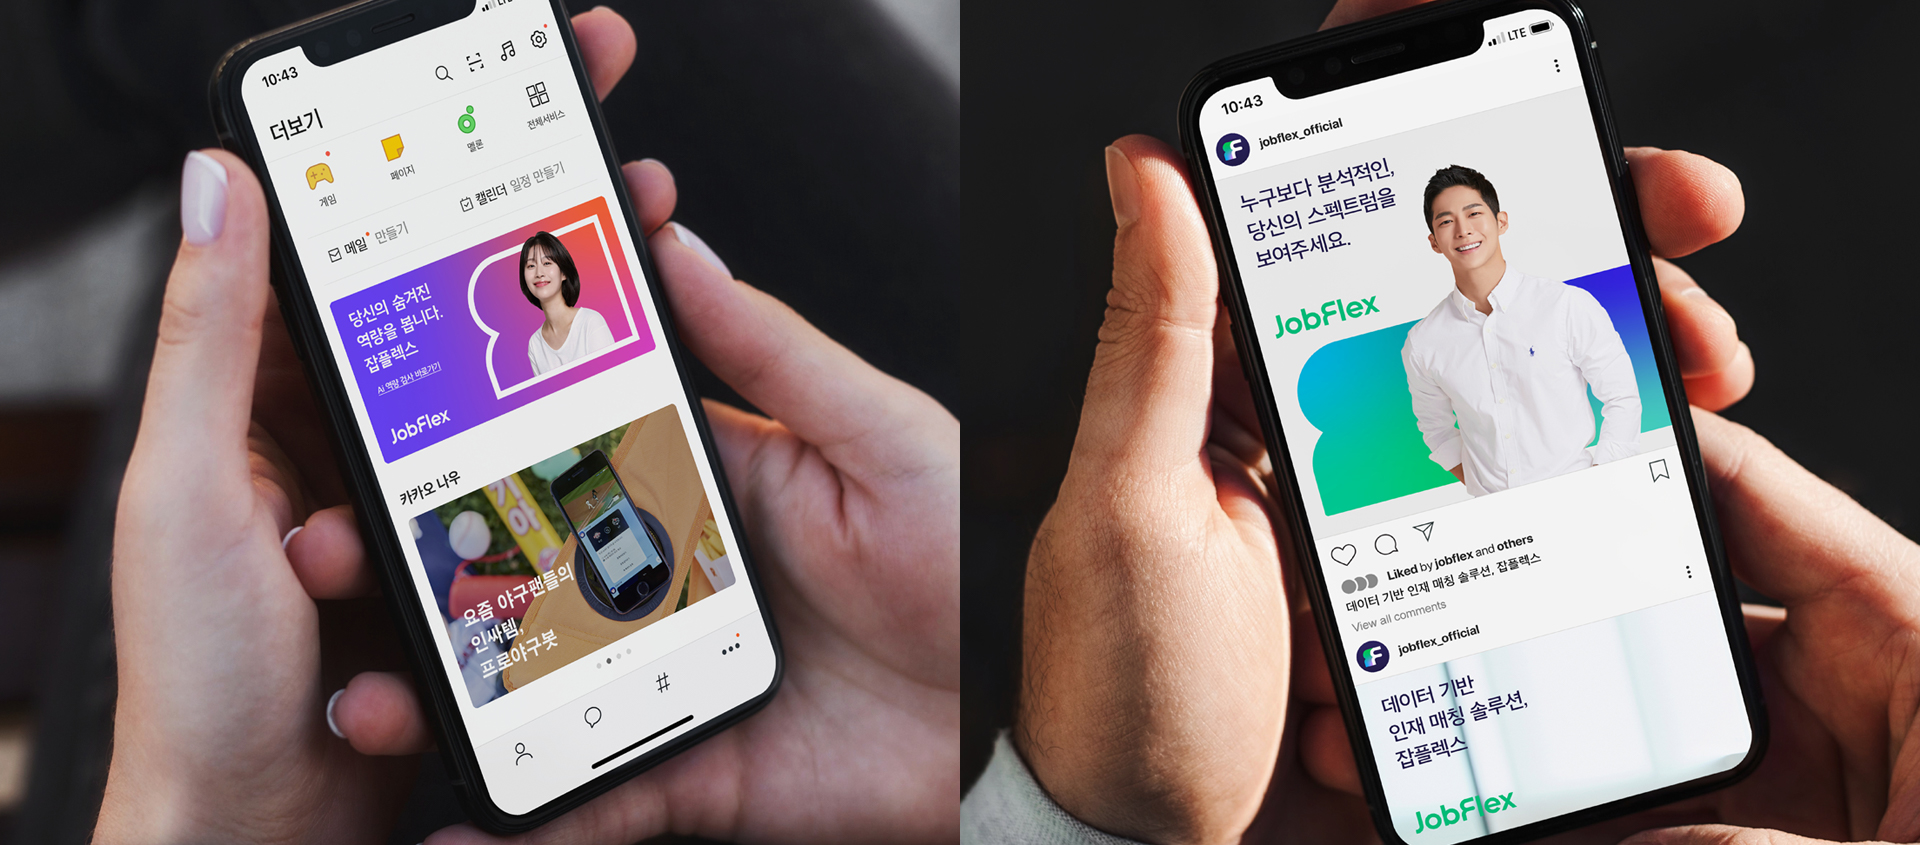 10:43
더보기
게임
페이지
멜론
전체서비스
메일 만들기
캘린더 일정 만들기
당신의 숨겨진
역량을 봅니다.
잡플렉스
AI 역량 검사 바로가기
JobFlex
카카오 나우
기아
요즘 야구팬들의
인싸템,
프로야구봇
#
10:43
LTE
jobflex_official
누구보다 분석적인,
당신의 스펙트럼을
보여주세요.
JobFlex
Liked by jobflex and others
데이터 기반 인재 매칭 솔루션, 잡플렉스
View all comments
jobflex_official
데이터 기반
인재 매칭 솔루션,
잡플렉스
JobFlex